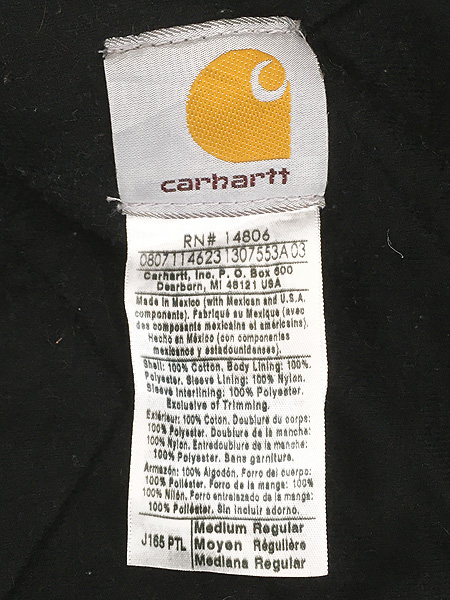 carhartt
RN# 14806
0807114623 1307553A03
Carhartt, Inc. P. O. Box 600
Dearborn, MI 48121 USA
Made in Mexico (with Mexican and U.S.A.
components). Fabriqué au Mexique (avec
des composants mexicains et américains).
Hecho en México (con componentes
mexicanos y estadounidenses).
Shell: 100% Cotton. Body Lining: 100%
Polyester. Sleeve Lining: 100% Nylon.
Sleeve Interlining: 100% Polyester.
Exclusive of Trimming.
Extérieur: 100% Coton. Doublure du corps:
100% Polyester. Doublure de la manche:
100% Nylon. Entredoublure de la manche:
100% Polyester. Sans garniture.
Armazón: 100% Algodón. Forro del cuerpo:
100% Poliéster. Forro de la manga: 100%
100% Nilón. Forro entrelazado de la manga:
100% Poliéster. Sin incluir adorno.
J165 PTL
Medium Regular
Moyen Régulière
Mediana Regular